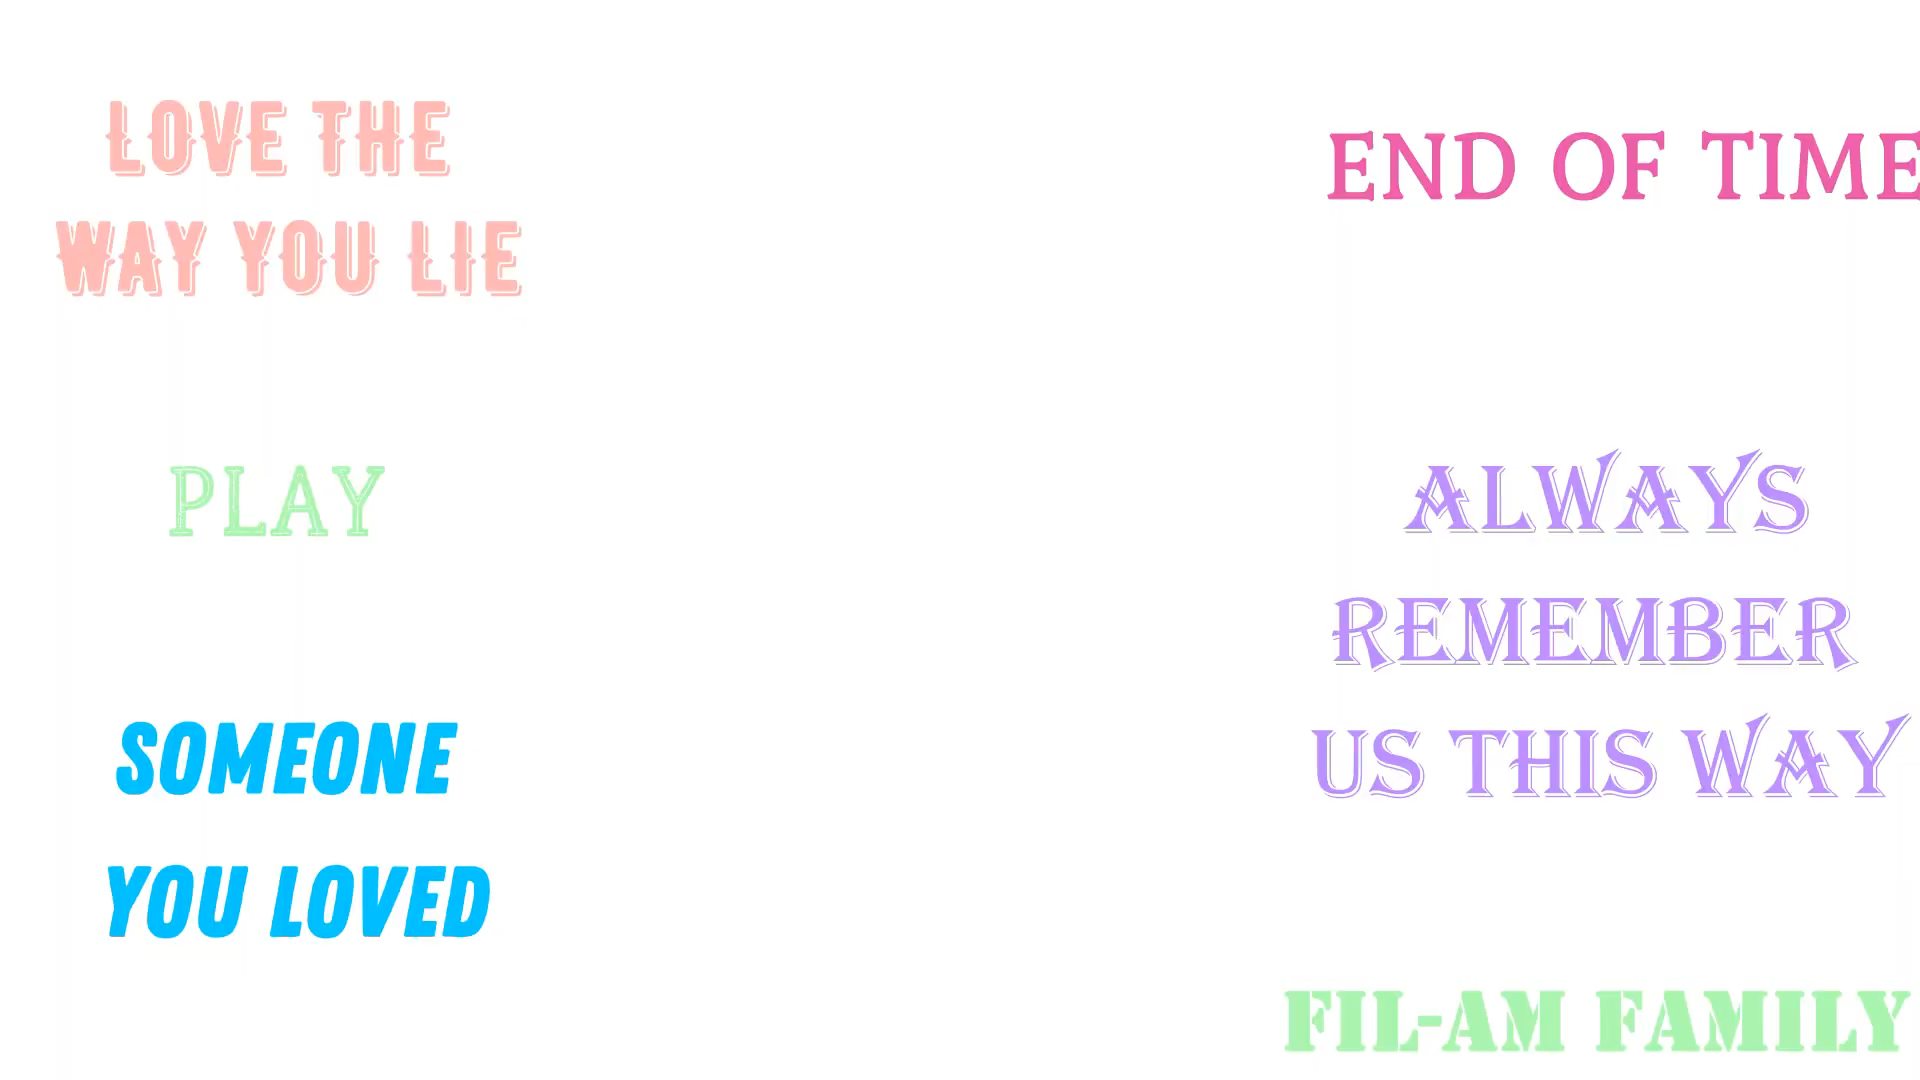 LOVE THE
WAY YOU LIE
PLAY
SOMEONE
YOU LOVED
END OF TIME
ALWAYS
REMEMBER
US THIS WAY
FIL-AM FAMILY